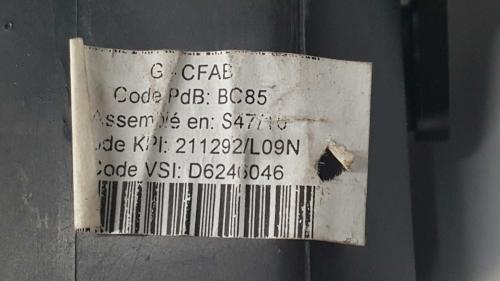 G - CFAB
Code PdB: BC85
Assemblé en: S47/10
ode KPI: 211292/L09N
Code VSI: D6246046